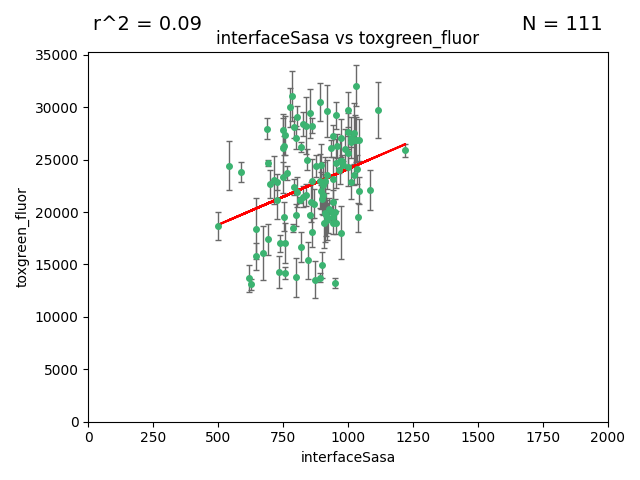 r^2 = 0.09
N = 111
interfaceSasa vs toxgreen_fluor
35000
30000
25000
20000
15000
10000
5000
0
toxgreen_fluor
0 250 500 750 1000 1250 1500 1750 2000
interfaceSasa